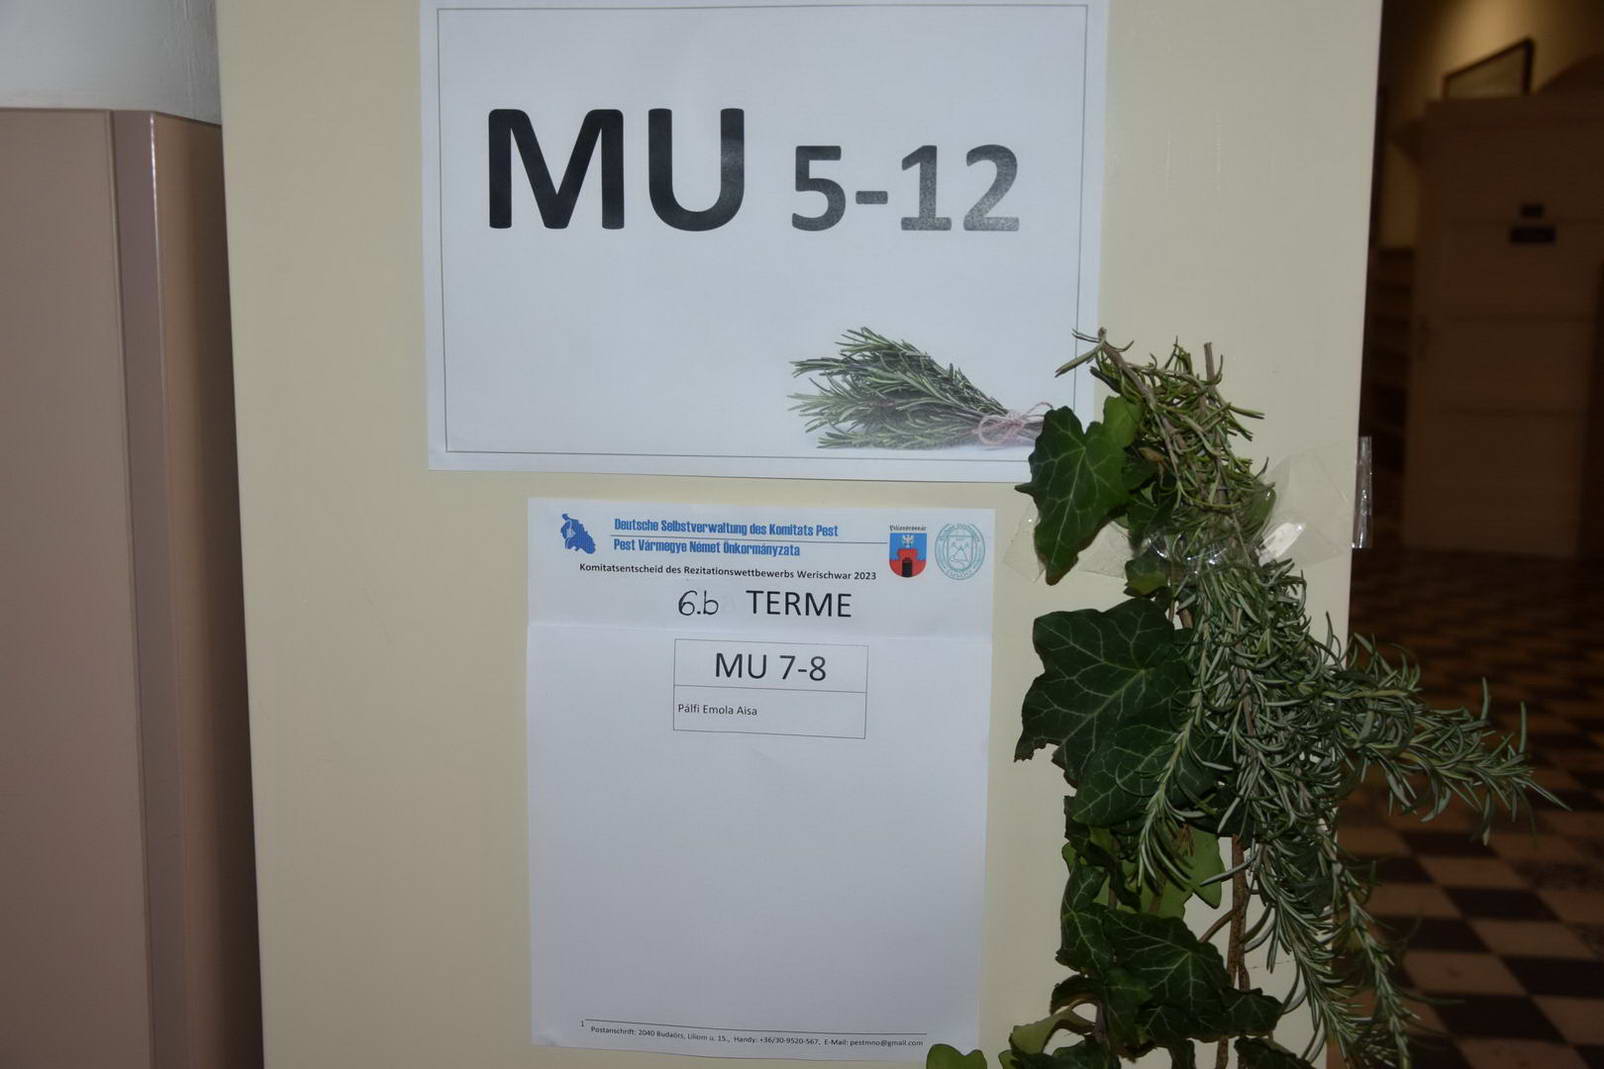 MU 5-12
Deutsche Selbstverwaltung des Komitats Pest
Pest Vármegye Német Önkormányzata
Komitatsentscheid des Rezitationswettbewerbs Werischwar 2023
6.b TERME
MU 7-8
Pálfi Emola Aisa
1
Postanschrift: 2040 Budaörs, Liliom u. 15., Handy: +36/30-9520-567, E-Mail: pestmno@gmail.com